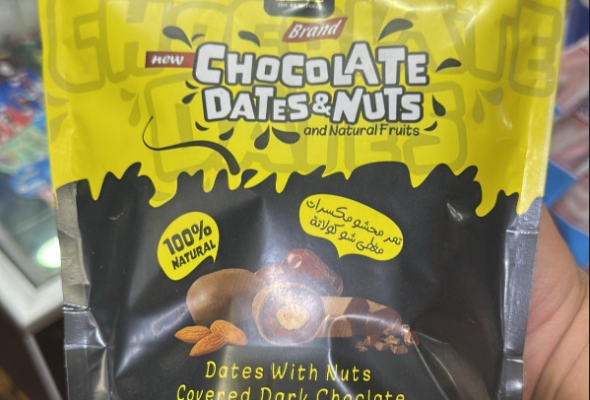 Brand
new
CHOCOLATE
DATES & NUTS
and Natural Fruits
100%
NATURAL
تمر محشو مكسرات
مغطى شوكولاتة
Dates With Nuts
Covered Dark Choclate